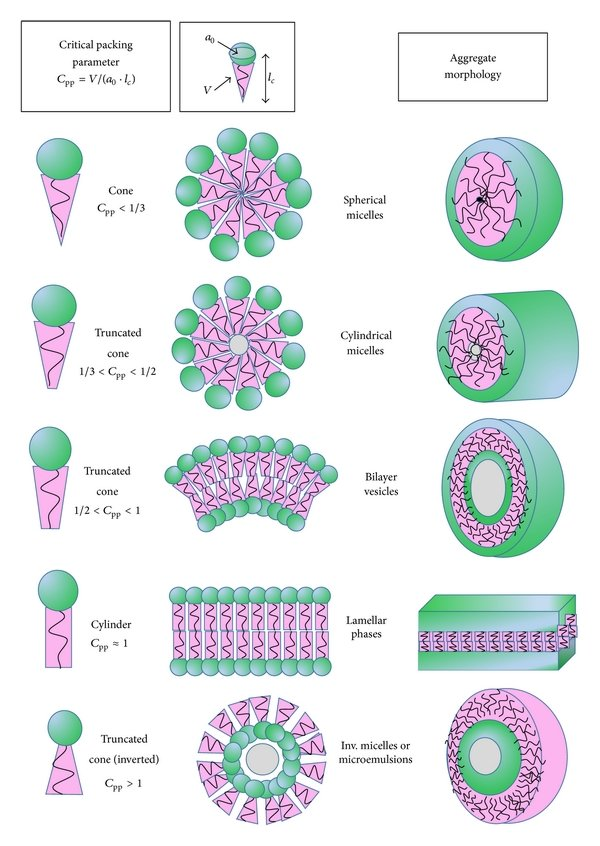 Critical packing
parameter
C_pp = V/(a_0 · l_c)
a_0
V
l_c
Aggregate
morphology
Cone
C_pp < 1/3
Spherical
micelles
Truncated
cone
1/3 < C_pp < 1/2
Cylindrical
micelles
Truncated
cone
1/2 < C_pp < 1
Bilayer
vesicles
Cylinder
C_pp ≈ 1
Lamellar
phases
Truncated
cone (inverted)
C_pp > 1
Inv. micelles or
microemulsions